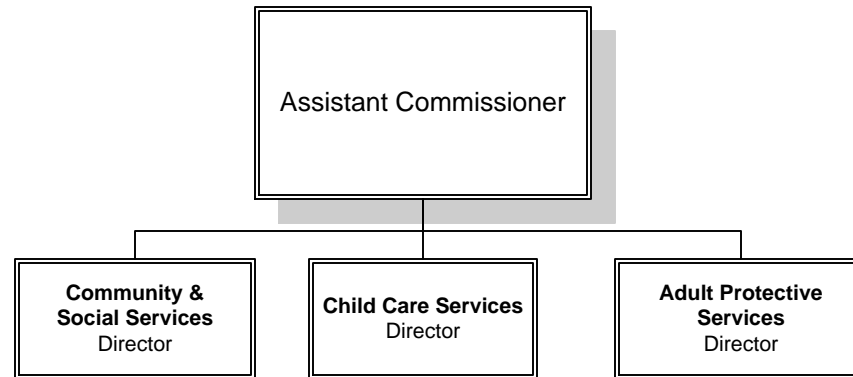 Assistant Commissioner
Community &
Social Services
Director
Child Care Services
Director
Adult Protective
Services
Director